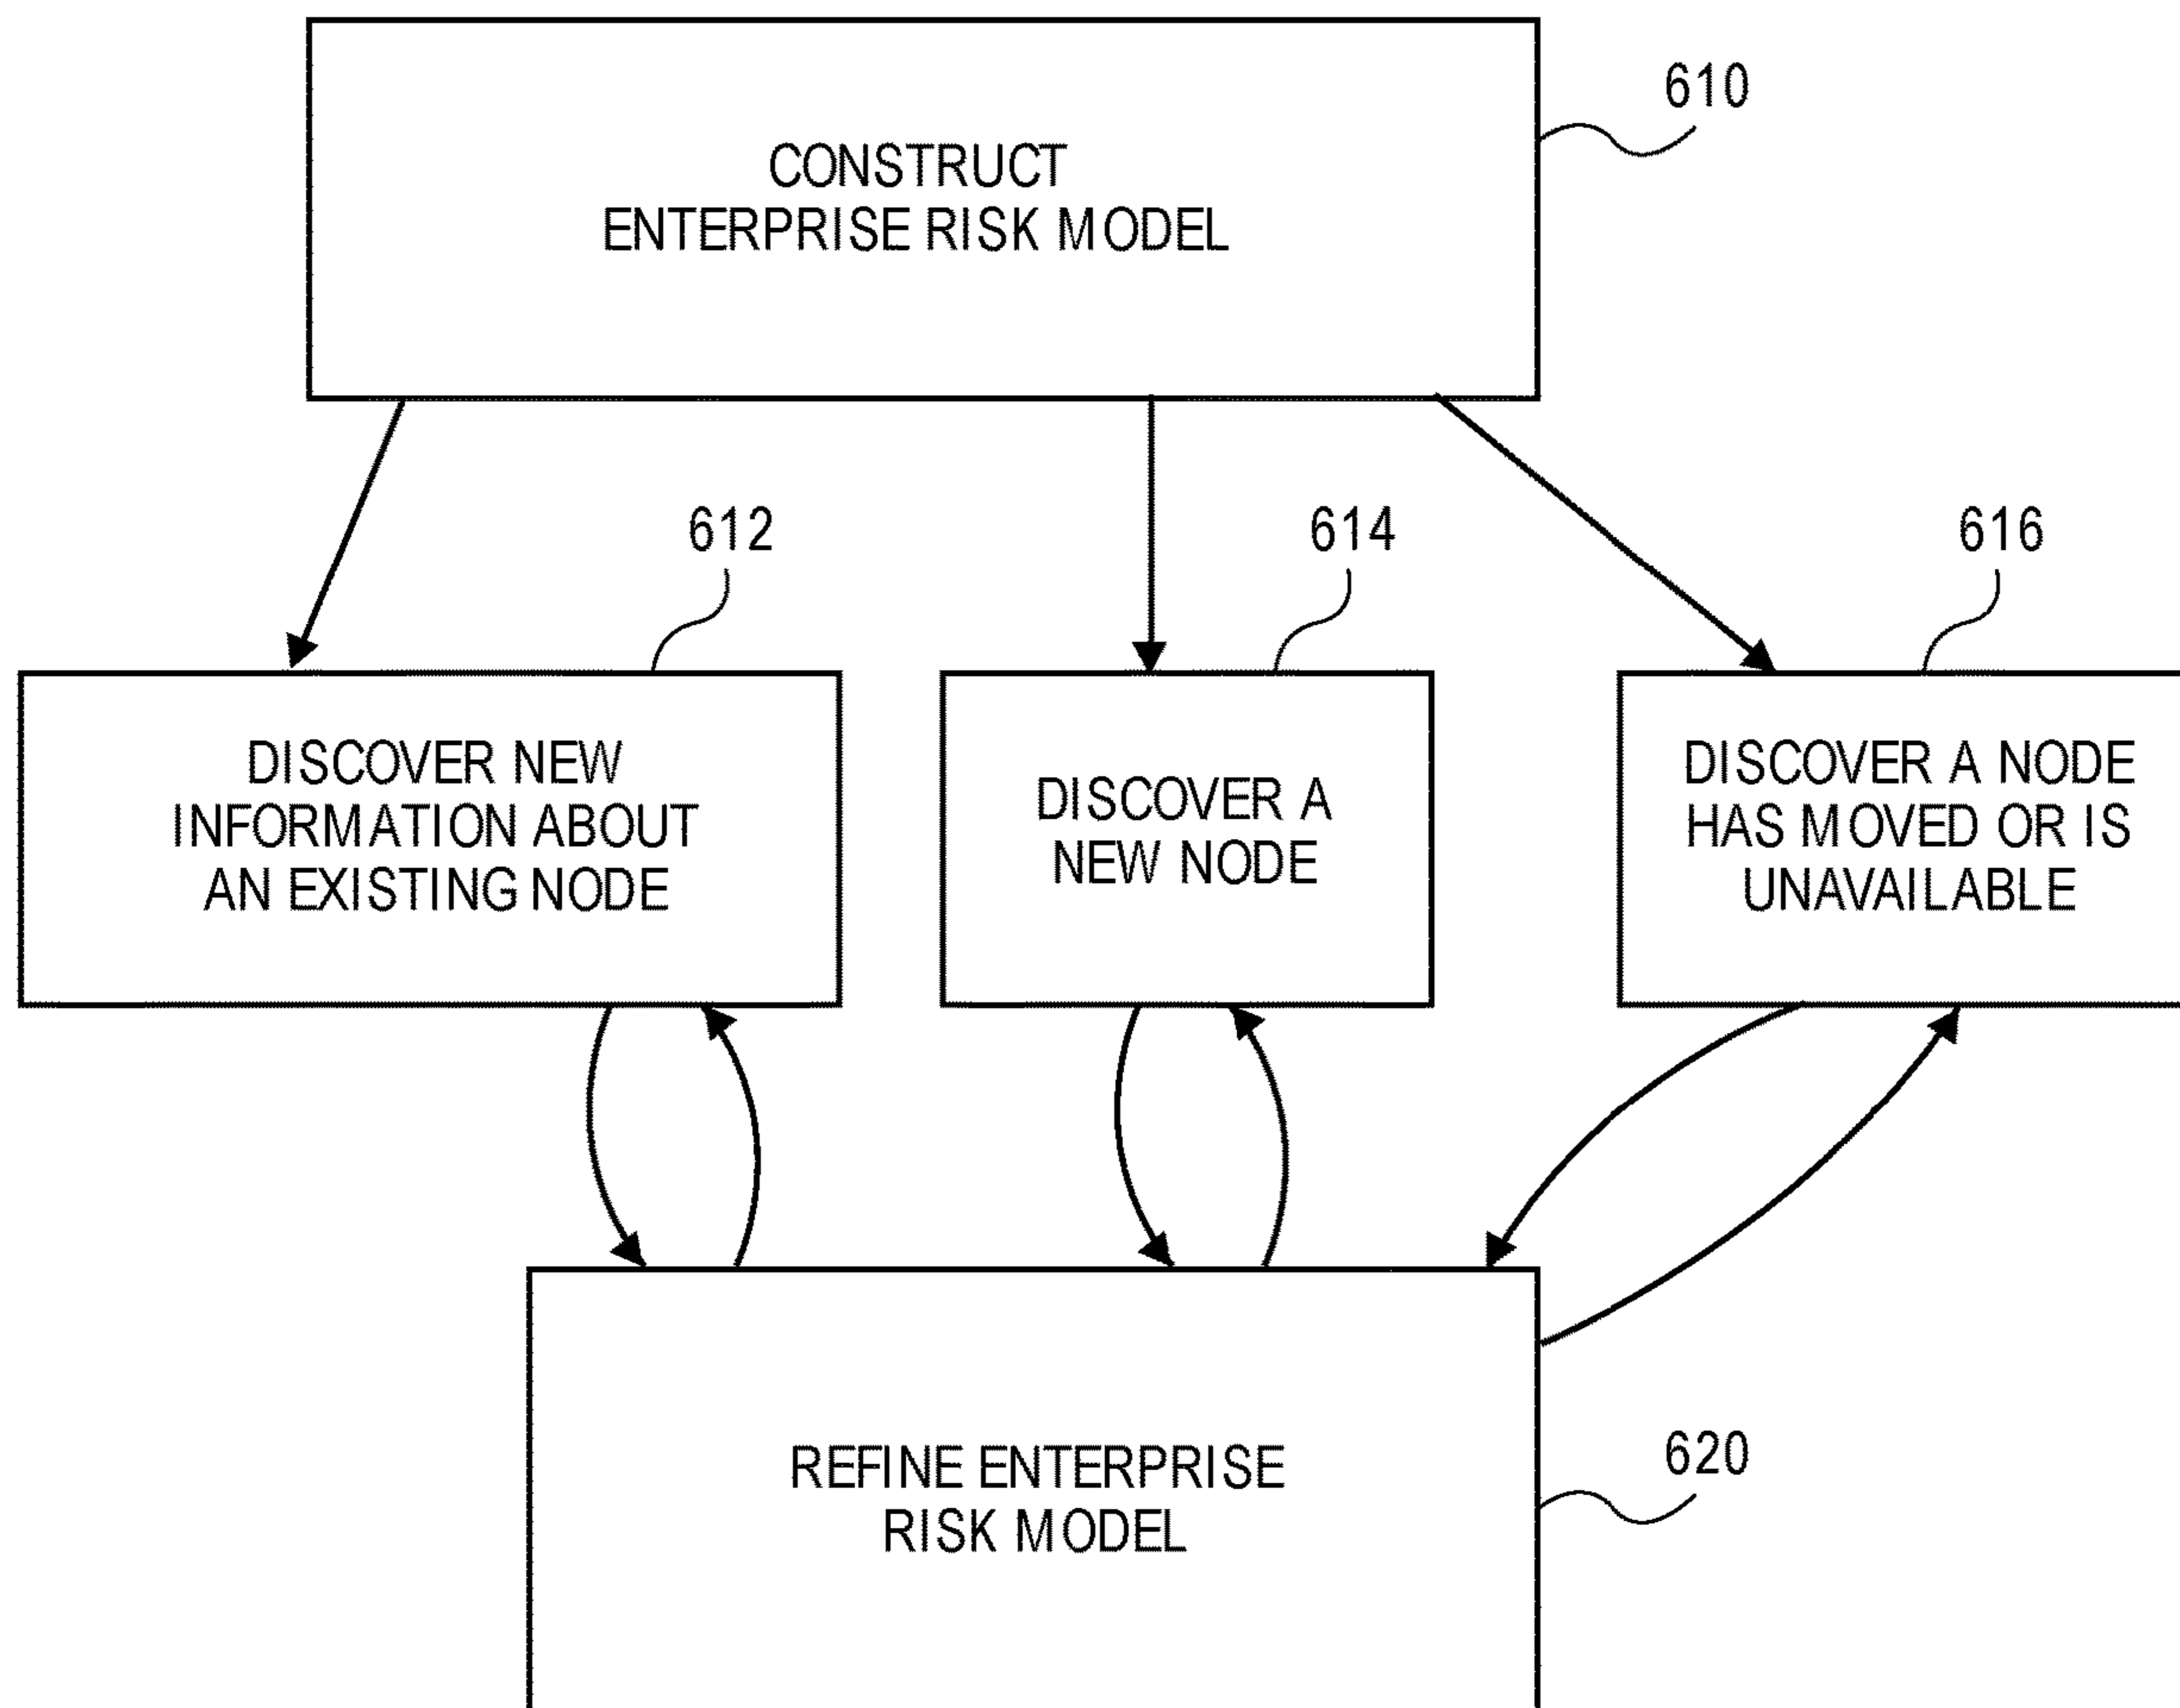 610
CONSTRUCT
ENTERPRISE RISK MODEL
612
614
616
DISCOVER NEW
INFORMATION ABOUT
AN EXISTING NODE
DISCOVER A
NEW NODE
DISCOVER A NODE
HAS MOVED OR IS
UNAVAILABLE
REFINE ENTERPRISE
RISK MODEL
620